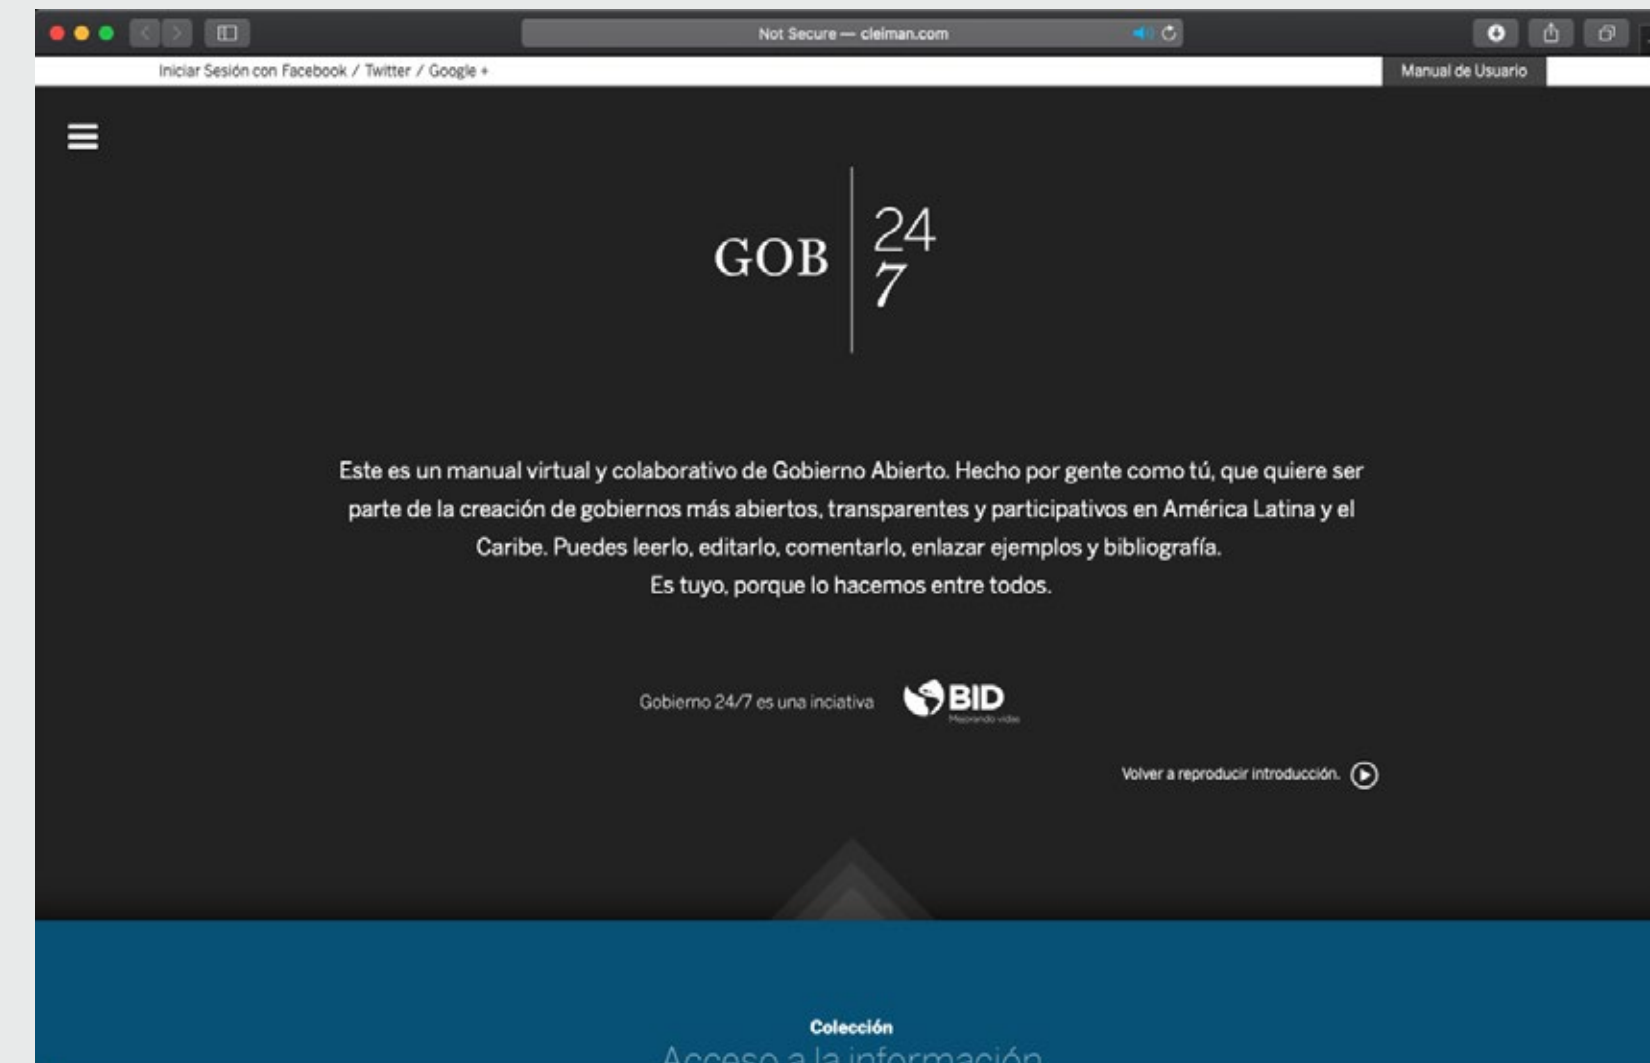 Not Secure — cleiman.com
Iniciar Sesión con Facebook / Twitter / Google +
Manual de Usuario
GOB
24
7
Este es un manual virtual y colaborativo de Gobierno Abierto. Hecho por gente como tú, que quiere ser
parte de la creación de gobiernos más abiertos, transparentes y participativos en América Latina y el
Caribe. Puedes leerlo, editarlo, comentarlo, enlazar ejemplos y bibliografía.
Es tuyo, porque lo hacemos entre todos.
Gobierno 24/7 es una inciativa
BID
Mejorando vidas
Volver a reproducir introducción.
Colección
Acceso a la información